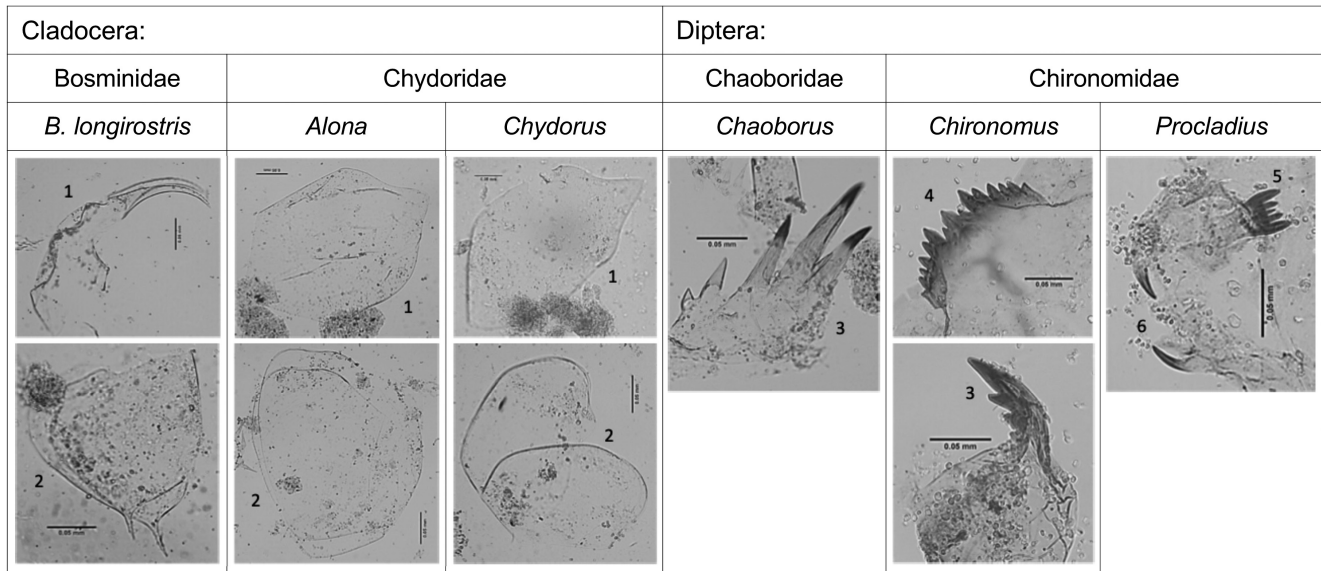 Cladocera: Diptera:
Bosminidae Chydoridae Chaoboridae Chironomidae
B. longirostris Alona Chydorus Chaoborus Chironomus Procladius
1
1
1
0.05 mm
3
4
0.05 mm
5
0.05 mm
6
2
0.05 mm
2
2
3
0.05 mm